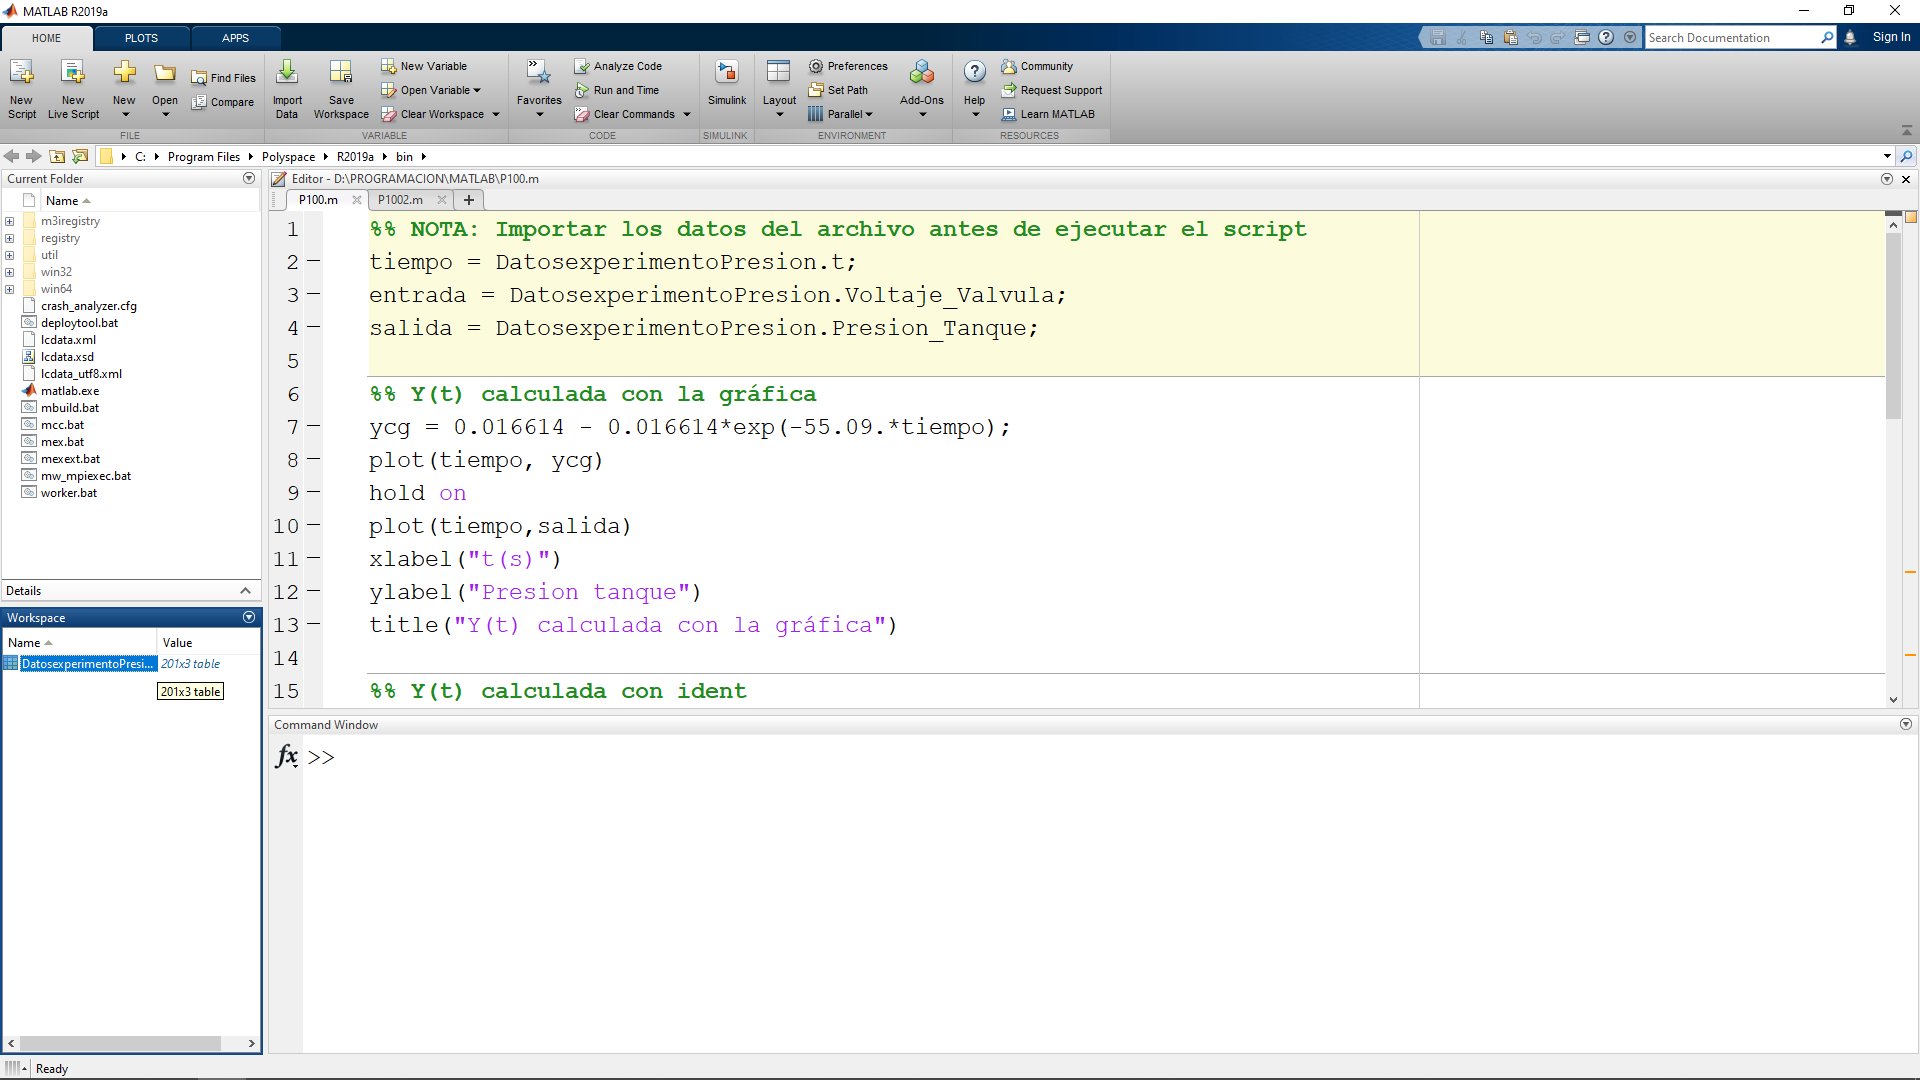 MATLAB R2019a
HOME PLOTS APPS
Search Documentation
Sign In
New Script
New Live Script
New
Open
Find Files
Compare
FILE
Import Data
Save Workspace
New Variable
Open Variable
Clear Workspace
VARIABLE
Favorites
Analyze Code
Run and Time
Clear Commands
CODE
Simulink
SIMULINK
Layout
Preferences
Set Path
Parallel
Add-Ons
ENVIRONMENT
Help
Community
Request Support
Learn MATLAB
RESOURCES
C: Program Files Polyspace R2019a bin
Current Folder
Name
m3iregistry
registry
util
win32
win64
crash_analyzer.cfg
deploytool.bat
lcdata.xml
lcdata.xsd
lcdata_utf8.xml
matlab.exe
mbuild.bat
mcc.bat
mex.bat
mexext.bat
mw_mpiexec.bat
worker.bat
Details
Workspace
Name Value
DatosexperimentoPresi... 201x3 table
201x3 table
Editor - D:\PROGRAMACION\MATLAB\P100.m
P100.m P1002.m
1 %% NOTA: Importar los datos del archivo antes de ejecutar el script
2 tiempo = DatosexperimentoPresion.t;
3 entrada = DatosexperimentoPresion.Voltaje_Valvula;
4 salida = DatosexperimentoPresion.Presion_Tanque;
5
6 %% Y(t) calculada con la gráfica
7 ycg = 0.016614 - 0.016614*exp(-55.09.*tiempo);
8 plot(tiempo, ycg)
9 hold on
10 plot(tiempo,salida)
11 xlabel("t(s)")
12 ylabel("Presion tanque")
13 title("Y(t) calculada con la gráfica")
14
15 %% Y(t) calculada con ident
Command Window
fx >>
Ready